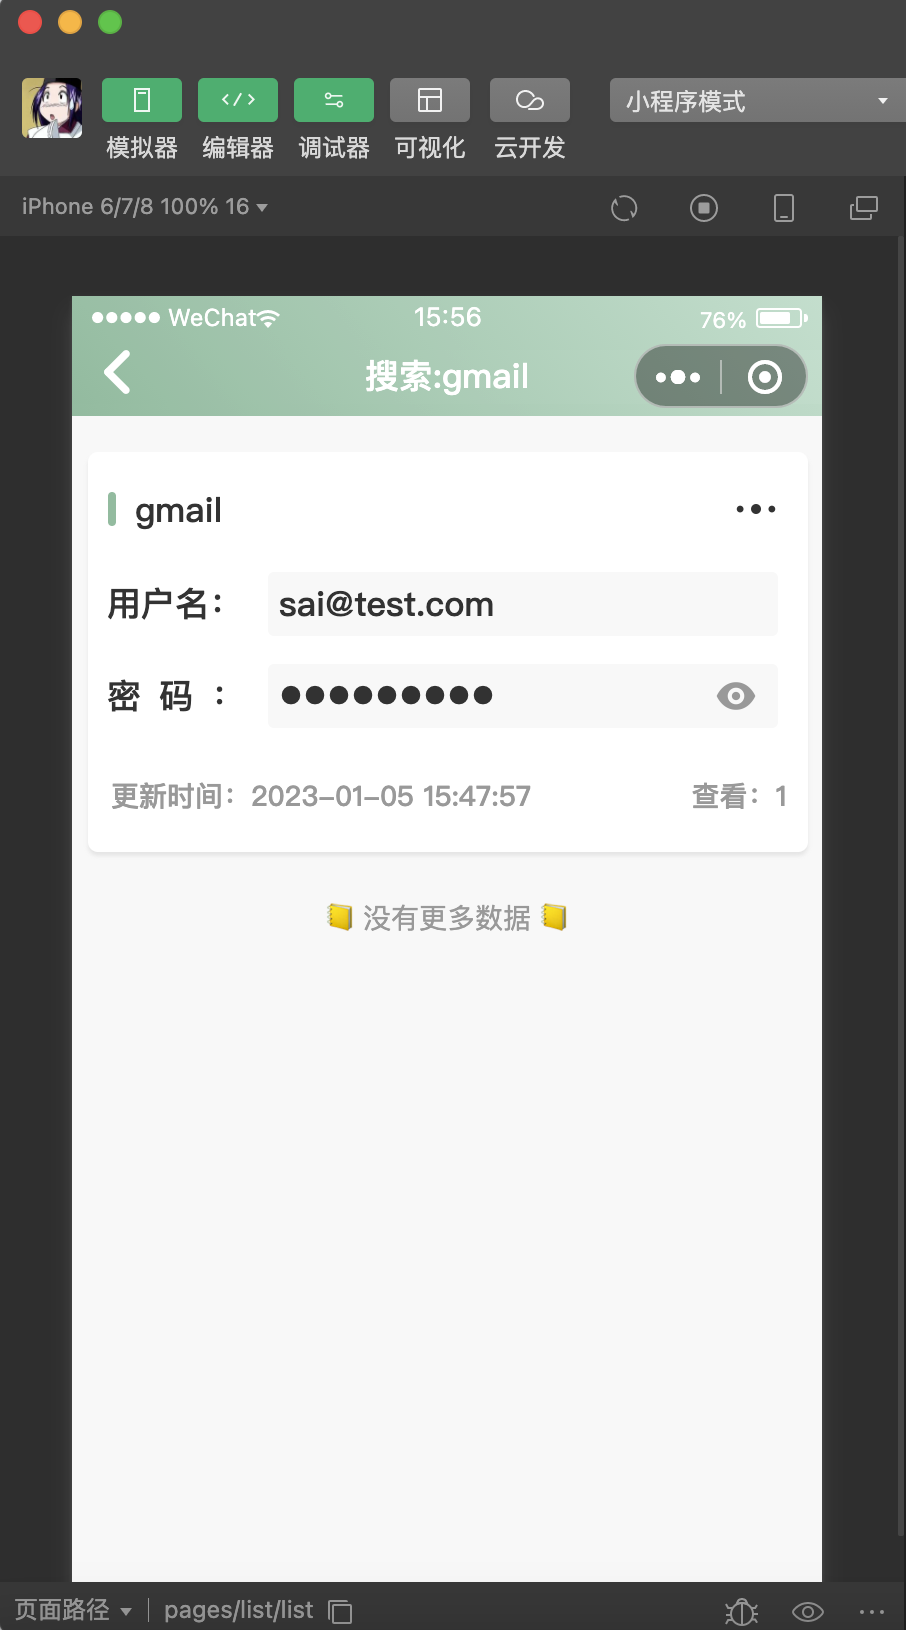 模拟器 编辑器 调试器 可视化 云开发 小程序模式
iPhone 6/7/8 100% 16
WeChat 15:56 76%
搜索:gmail
gmail
用户名： sai@test.com
密 码 ： ●●●●●●●●●
更新时间：2023-01-05 15:47:57 查看：1
没有更多数据
页面路径 pages/list/list